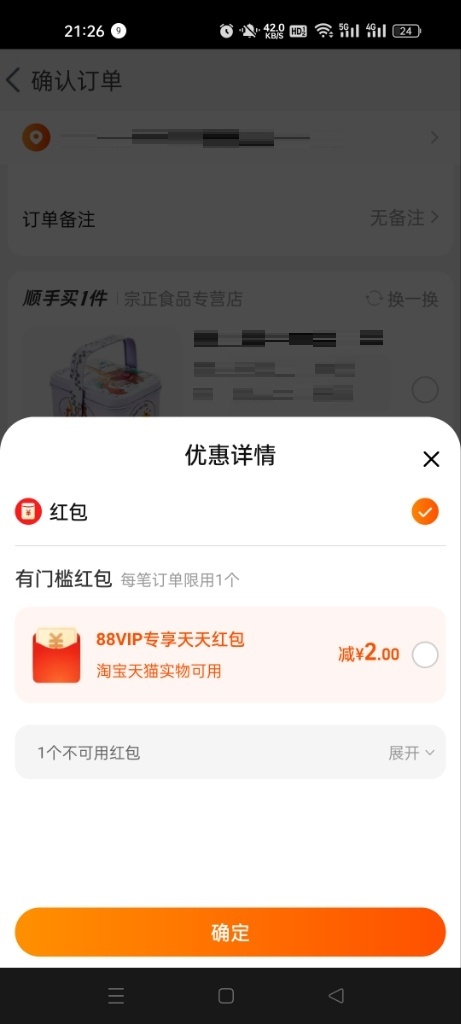 21:26 9 42.0 KB/S HD 5G 4G 24
确认订单
订单备注 无备注
顺手买1件 宗正食品专营店 换一换
优惠详情
红包
有门槛红包 每笔订单限用1个
88VIP专享天天红包
减¥2.00
淘宝天猫实物可用
1个不可用红包 展开
确定